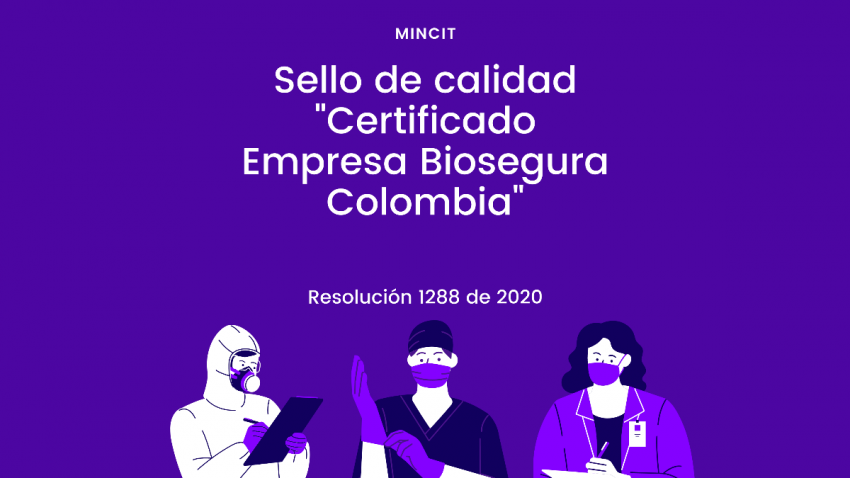 MINCIT
Sello de calidad
"Certificado
Empresa Biosegura
Colombia"
Resolución 1288 de 2020